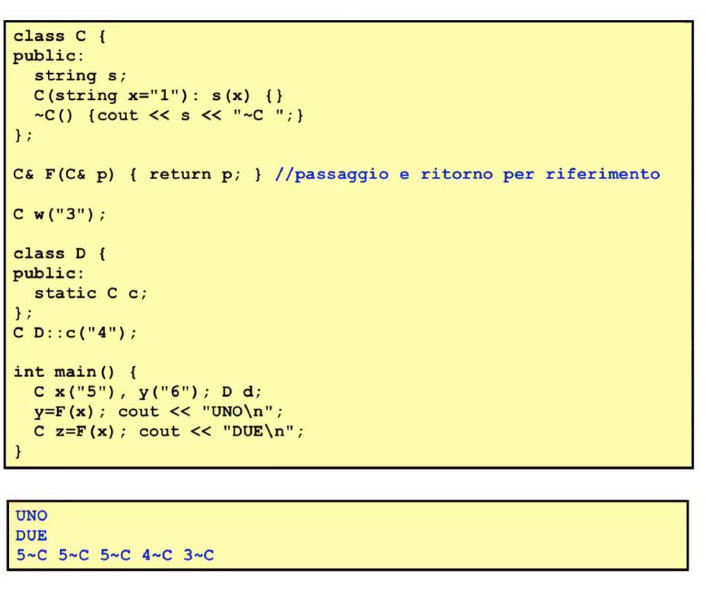 class C {
public:
  string s;
  C(string x="1"): s(x) {}
  ~C() {cout << s << "~C ";}
};

C& F(C& p) { return p; } //passaggio e ritorno per riferimento

C w("3");

class D {
public:
  static C c;
};
C D::c("4");

int main() {
  C x("5"), y("6"); D d;
  y=F(x); cout << "UNO\n";
  C z=F(x); cout << "DUE\n";
}

UNO
DUE
5~C 5~C 5~C 4~C 3~C